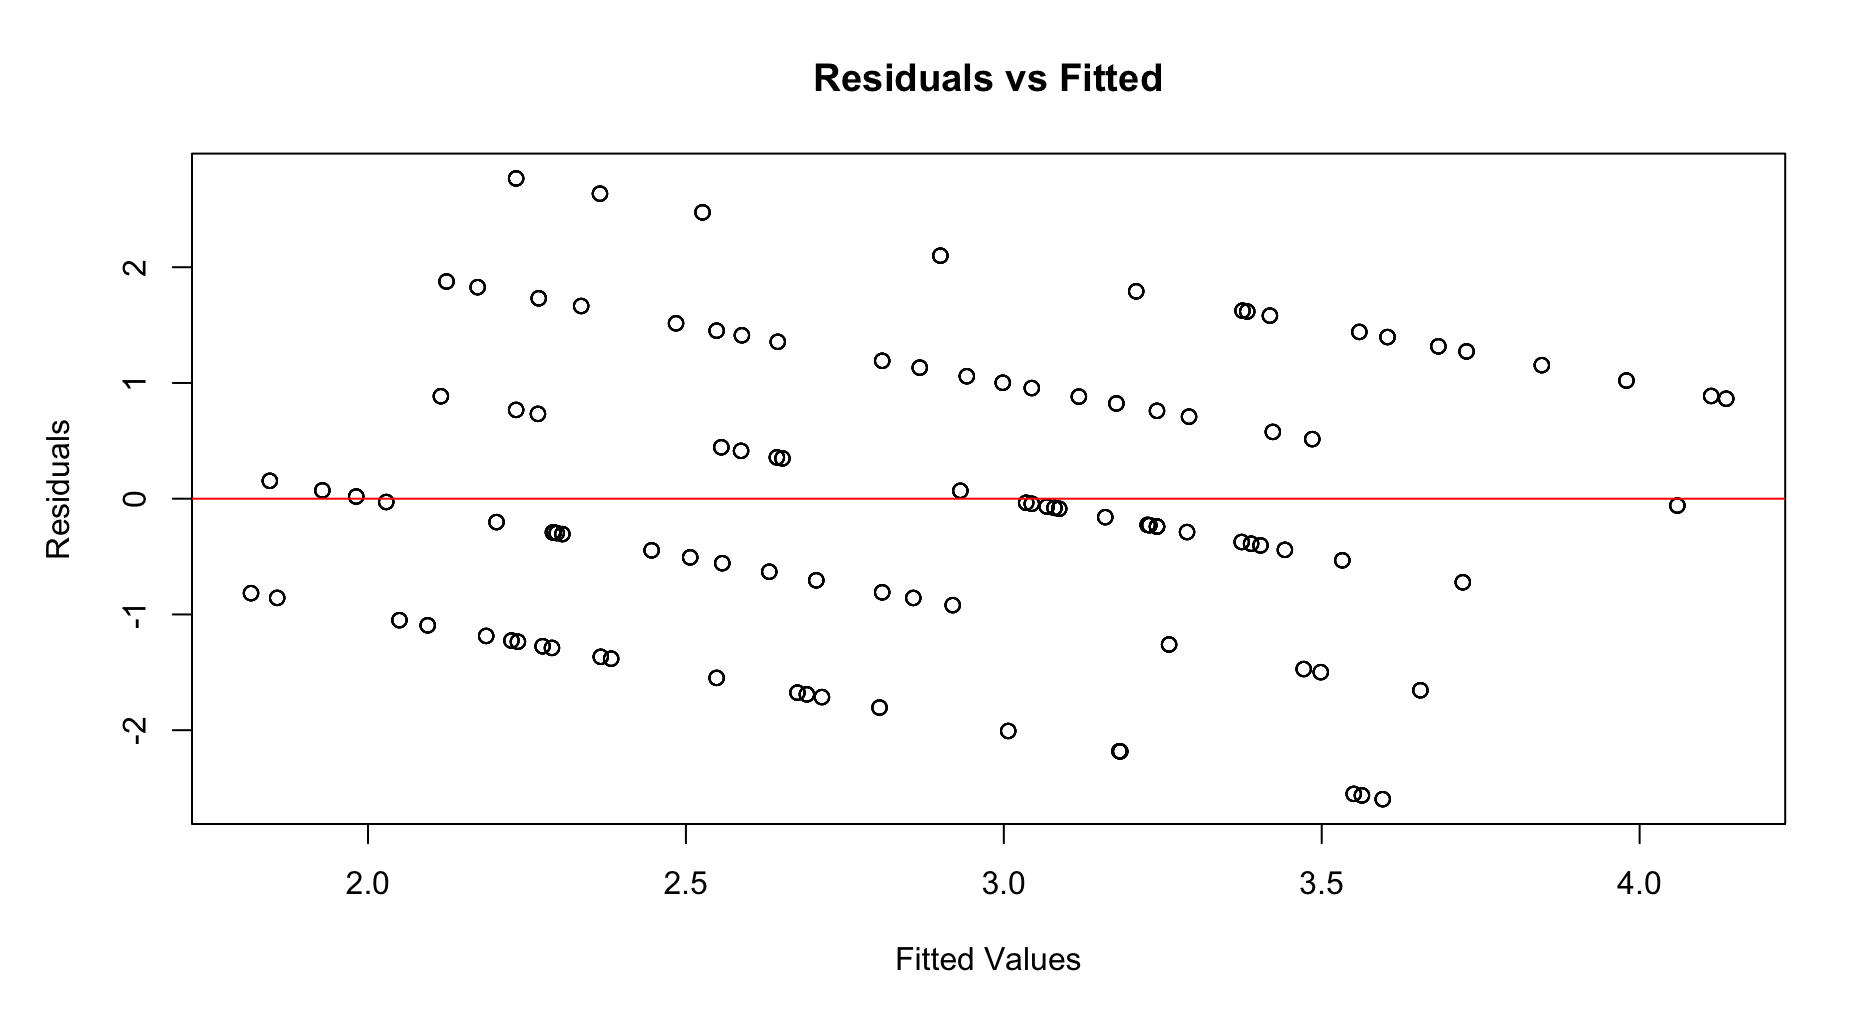 Residuals vs Fitted
Residuals
2
1
0
-1
-2
2.0 2.5 3.0 3.5 4.0
Fitted Values